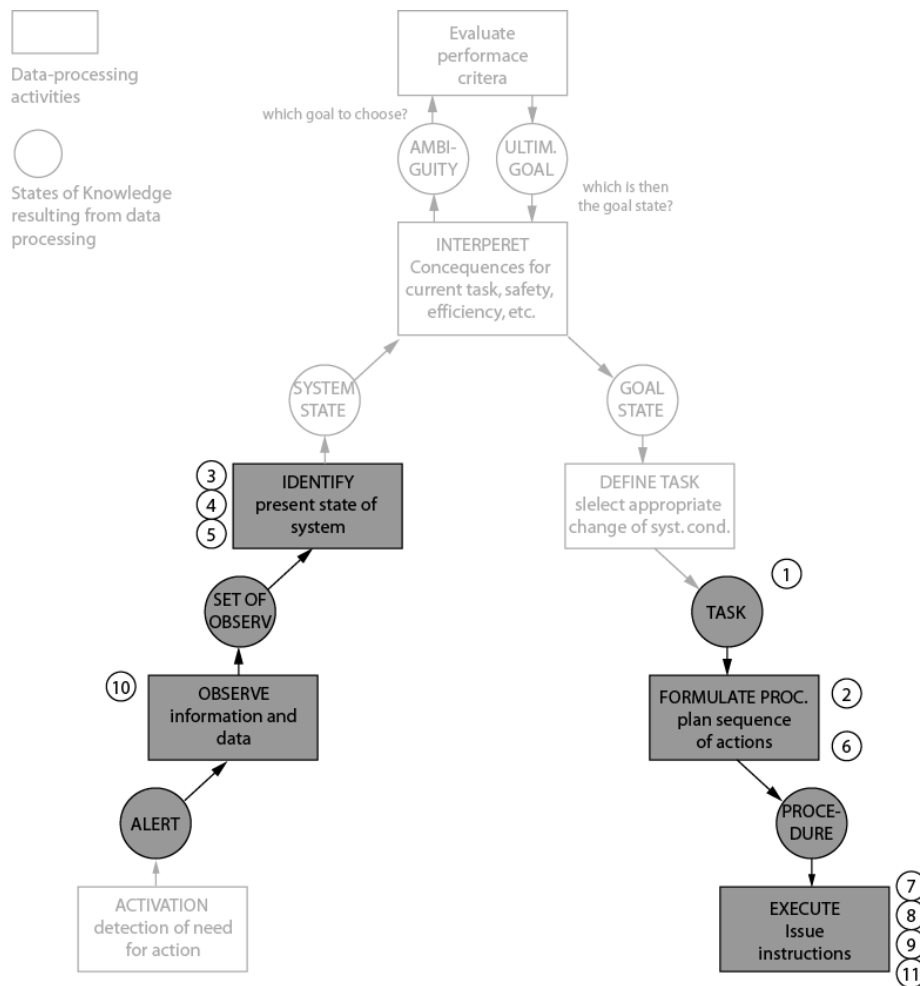 Data-processing
activities
States of Knowledge
resulting from data
processing
Evaluate
performace
critera
which goal to choose?
AMBI-
GUITY
ULTIM.
GOAL
which is then
the goal state?
INTERPERET
Concequences for
current task, safety,
efficiency, etc.
SYSTEM
STATE
GOAL
STATE
3
4
5
IDENTIFY
present state of
system
DEFINE TASK
slelect appropriate
change of syst. cond.
SET OF
OBSERV
1
TASK
10
OBSERVE
information and
data
FORMULATE PROC.
plan sequence
of actions
2
6
ALERT
PROCE-
DURE
ACTIVATION
detection of need
for action
EXECUTE
Issue
instructions
7
8
9
11